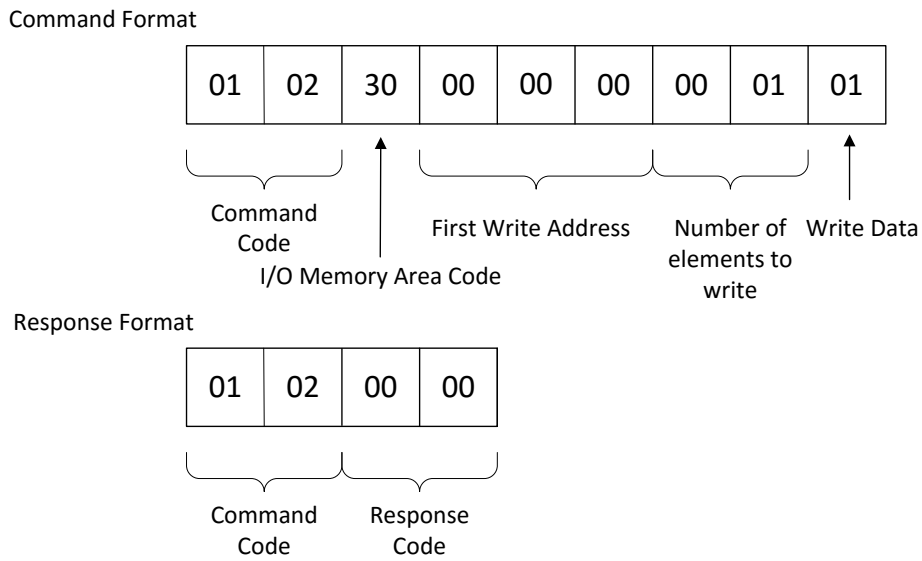 Command Format
01 02 30 00 00 00 00 01 01
Command
Code
I/O Memory Area Code
First Write Address
Number of
elements to
write
Write Data
Response Format
01 02 00 00
Command
Code
Response
Code